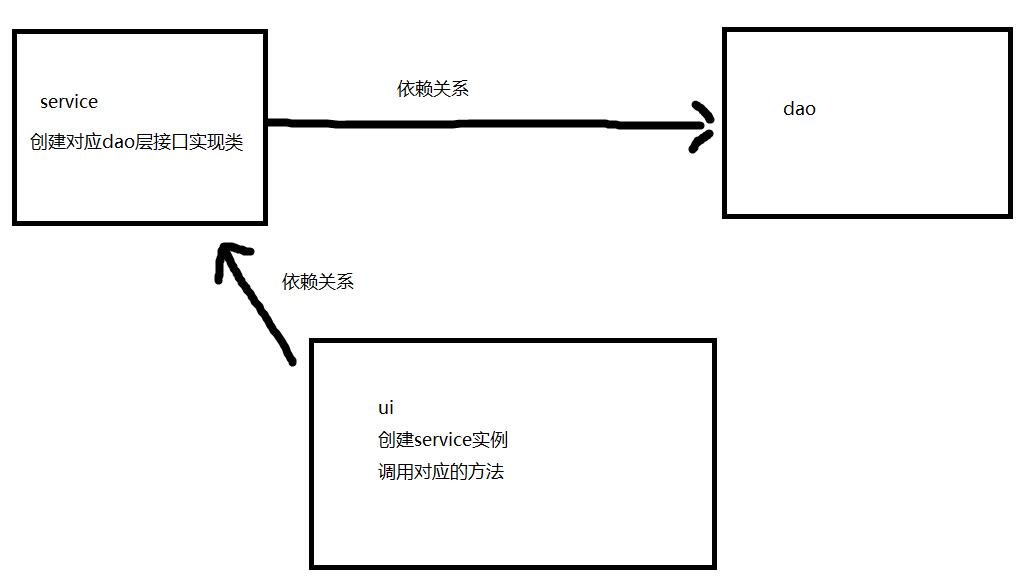 service
创建对应dao层接口实现类
依赖关系
dao
依赖关系
ui
创建service实例
调用对应的方法